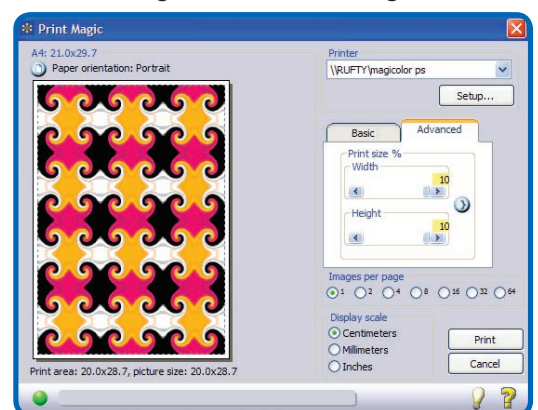 Print Magic
A4: 21.0x29.7
Paper orientation: Portrait
Print area: 20.0x28.7, picture size: 20.0x28.7
Printer
\\RUFTY\magicolor ps
Setup...
Basic
Advanced
Print size %
Width
10
Height
10
Images per page
1 2 4 8 16 32 64
Display scale
Centimeters
Millimeters
Inches
Print
Cancel